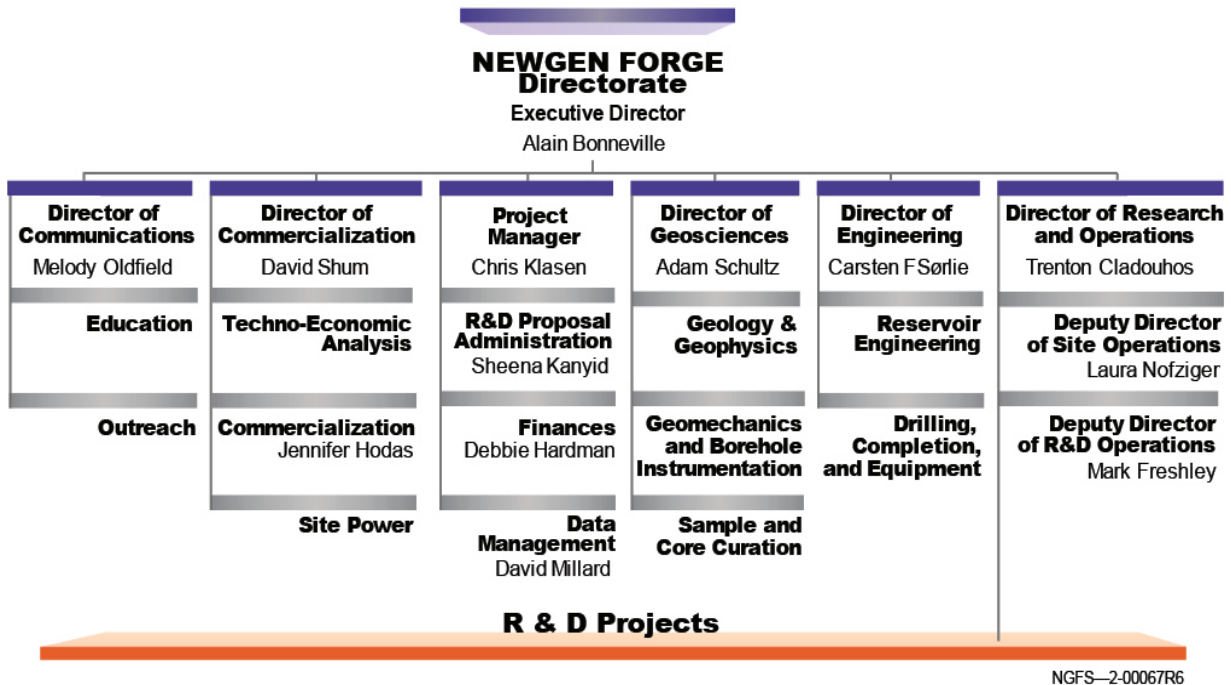 NEWGEN FORGE
Directorate
Executive Director
Alain Bonneville
Director of
Communications
Melody Oldfield
Education
Outreach
Director of
Commercialization
David Shum
Techno-Economic
Analysis
Commercialization
Jennifer Hodas
Site Power
Project
Manager
Chris Klasen
R&D Proposal
Administration
Sheena Kanyid
Finances
Debbie Hardman
Data
Management
David Millard
Director of
Geosciences
Adam Schultz
Geology &
Geophysics
Geomechanics
and Borehole
Instrumentation
Sample and
Core Curation
Director of
Engineering
Carsten FSørlie
Reservoir
Engineering
Drilling,
Completion,
and Equipment
Director of Research
and Operations
Trenton Cladouhos
Deputy Director
of Site Operations
Laura Nofziger
Deputy Director
of R&D Operations
Mark Freshley
R & D Projects
NGFS—2-00067R6